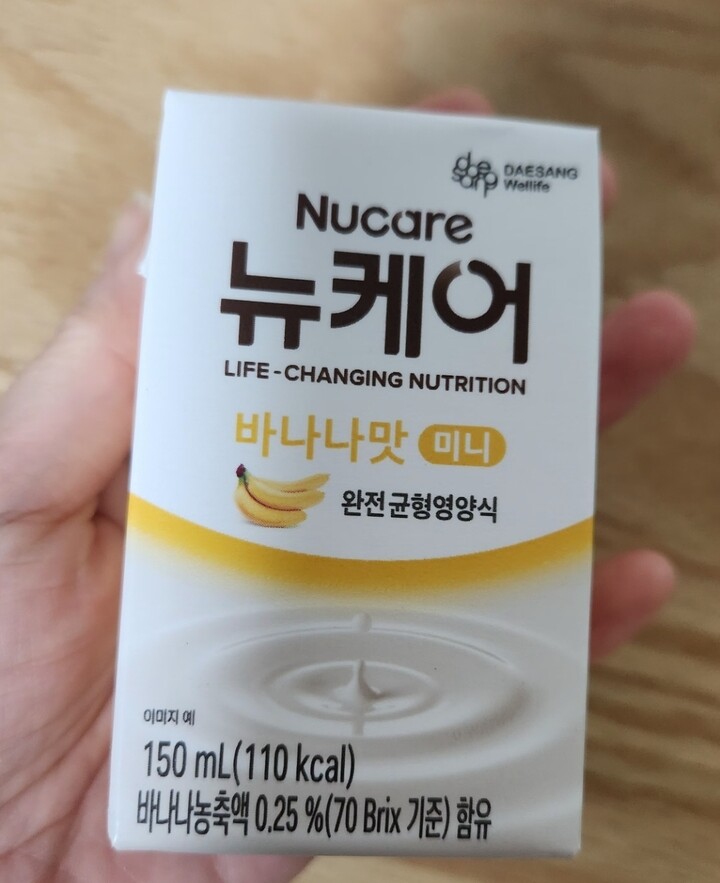 DAESANG
Wellife
Nucare
뉴케어
LIFE-CHANGING NUTRITION
바나나맛 미니
완전균형영양식
이미지 예
150 mL(110 kcal)
바나나농축액 0.25 %(70 Brix 기준) 함유